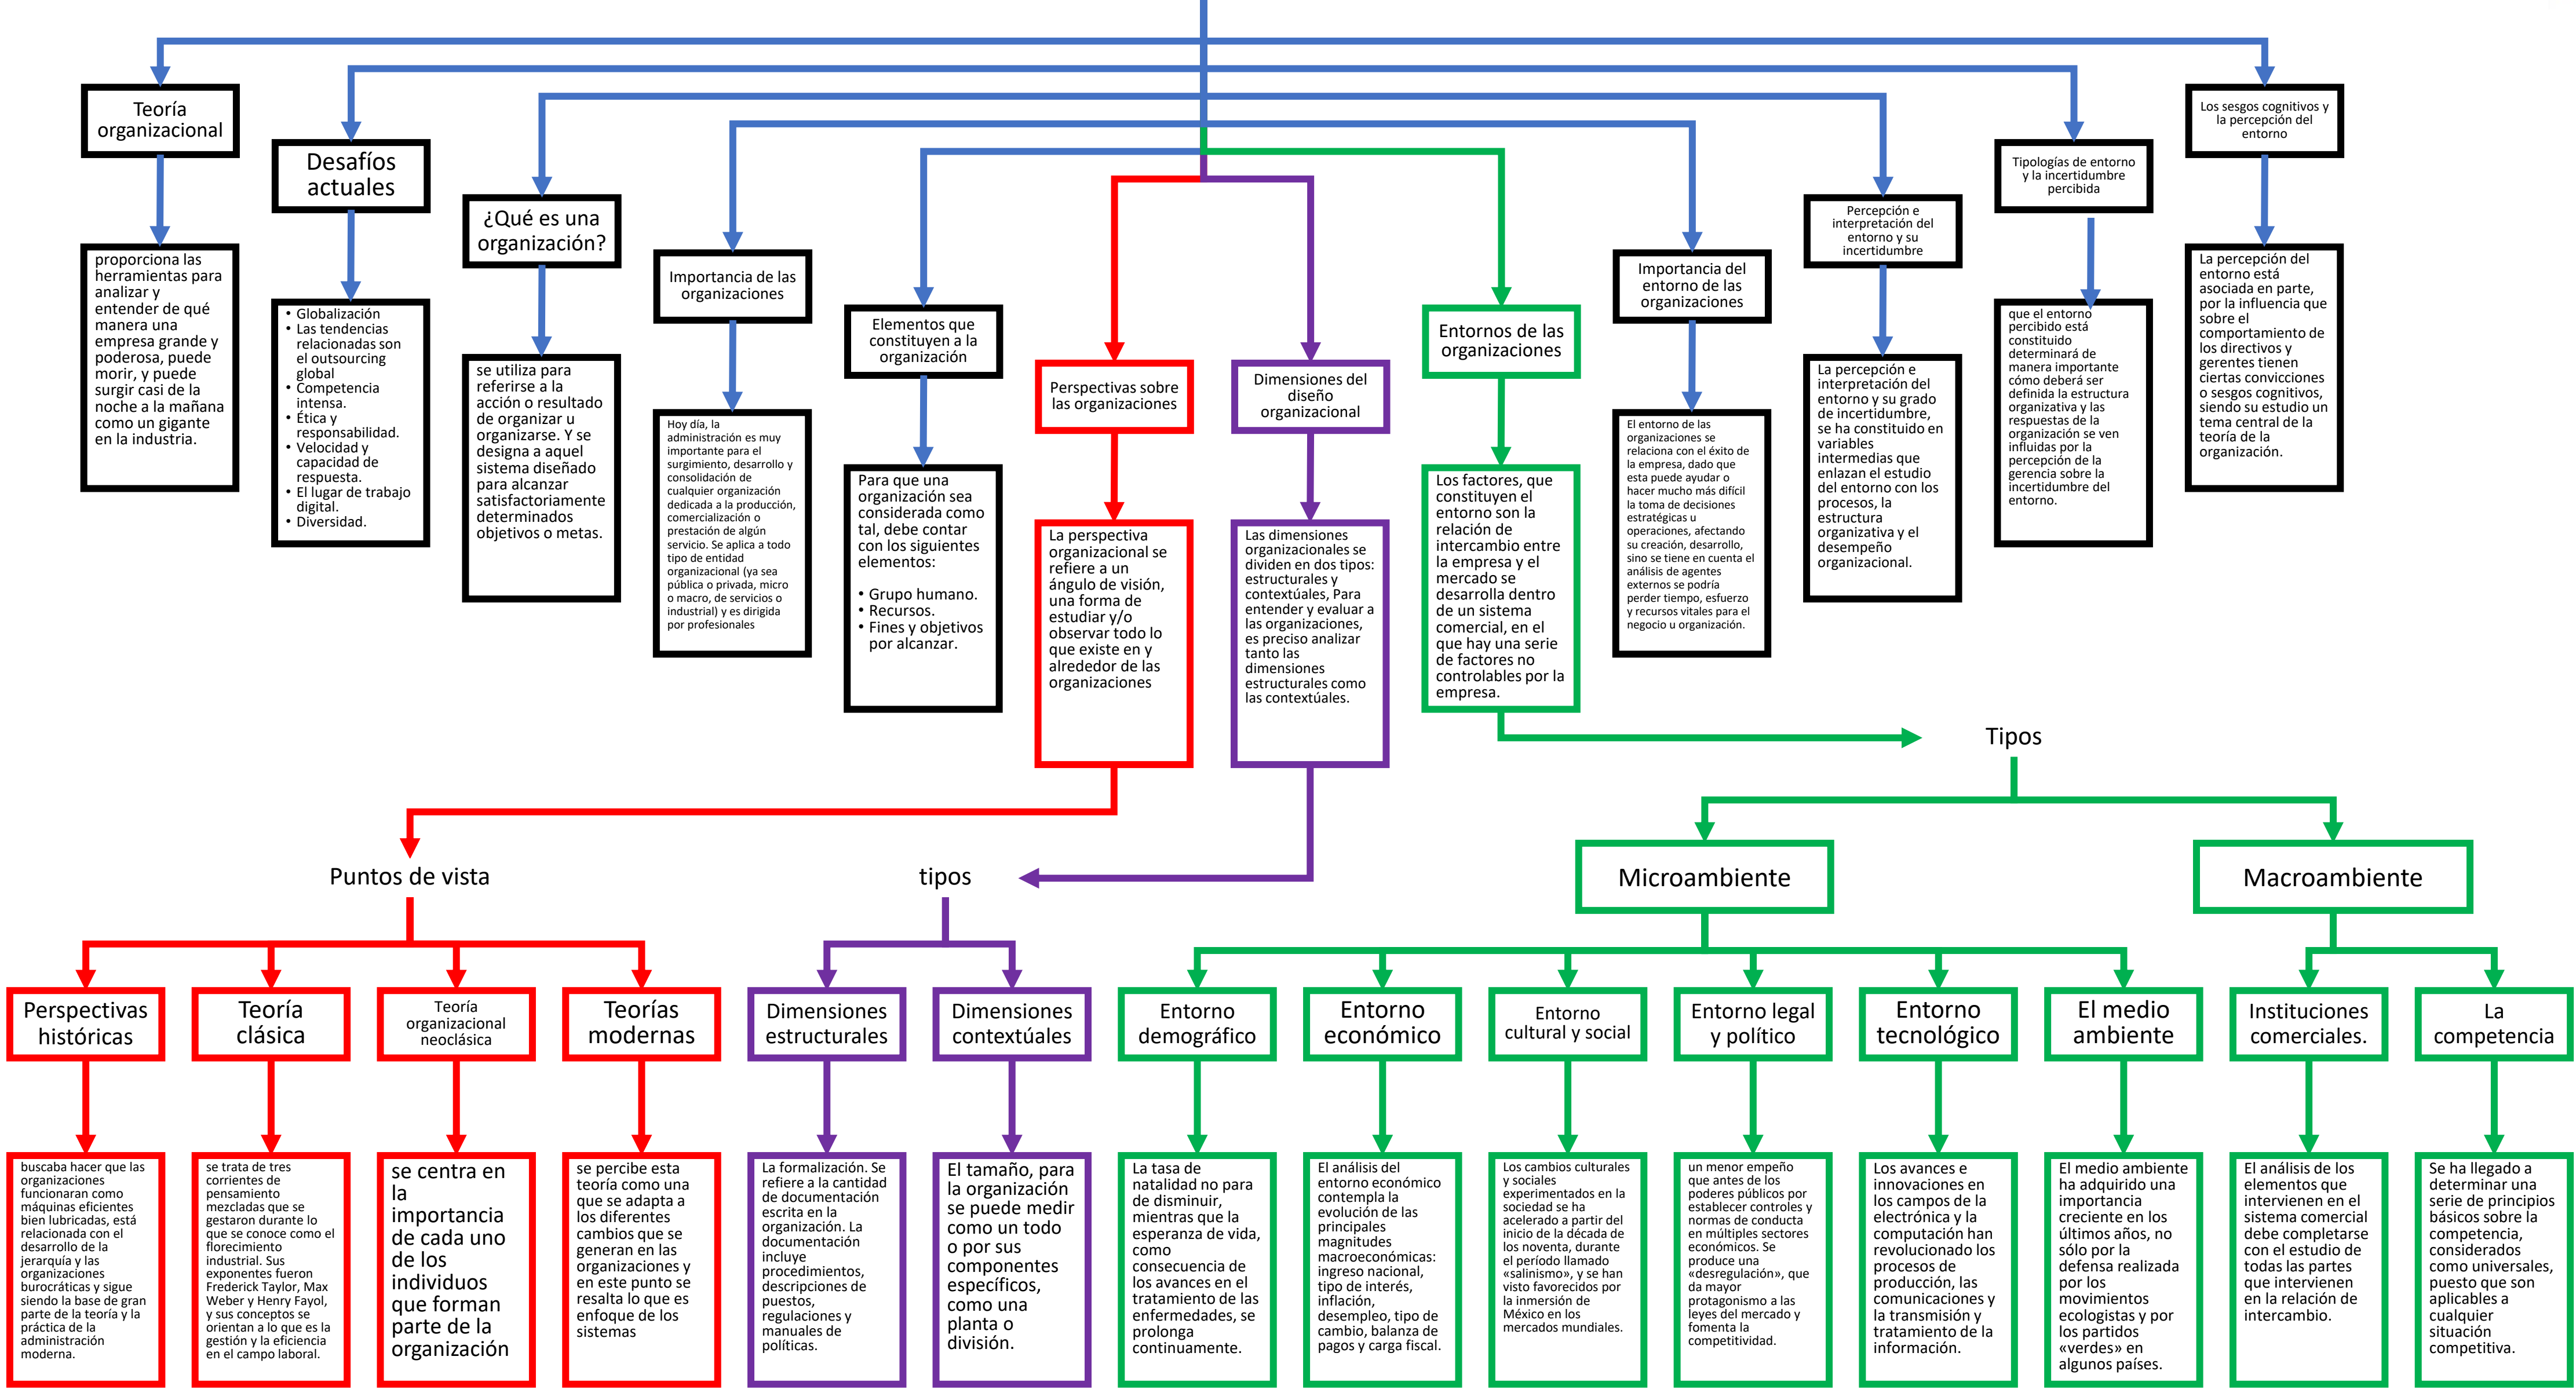 Teoría
organizacional
proporciona las
herramientas para
analizar y
entender de qué
manera una
empresa grande y
poderosa, puede
morir, y puede
surgir casi de la
noche a la mañana
como un gigante
en la industria.
Desafíos
actuales
• Globalización
• Las tendencias
relacionadas son
el outsourcing
global
• Competencia
intensa.
• Ética y
responsabilidad.
• Velocidad y
capacidad de
respuesta.
• El lugar de trabajo
digital.
• Diversidad.
¿Qué es una
organización?
se utiliza para
referirse a la
acción o resultado
de organizar u
organizarse. Y se
designa a aquel
sistema diseñado
para alcanzar
satisfactoriamente
determinados
objetivos o metas.
Importancia de las
organizaciones
Hoy día, la
administración es muy
importante para el
surgimiento, desarrollo y
consolidación de
cualquier organización
dedicada a la producción,
comercialización o
prestación de algún
servicio. Se aplica a todo
tipo de entidad
organizacional (ya sea
pública o privada, micro
o macro, de servicios o
industrial) y es dirigida
por profesionales
Elementos que
constituyen a la
organización
Para que una
organización sea
considerada como
tal, debe contar
con los siguientes
elementos:
• Grupo humano.
• Recursos.
• Fines y objetivos
por alcanzar.
Perspectivas sobre
las organizaciones
La perspectiva
organizacional se
refiere a un
ángulo de visión,
una forma de
estudiar y/o
observar todo lo
que existe en y
alrededor de las
organizaciones
Dimensiones del
diseño
organizacional
Las dimensiones
organizacionales se
dividen en dos tipos:
estructurales y
contextúales, Para
entender y evaluar a
las organizaciones,
es preciso analizar
tanto las
dimensiones
estructurales como
las contextúales.
Entornos de las
organizaciones
Los factores, que
constituyen el
entorno son la
relación de
intercambio entre
la empresa y el
mercado se
desarrolla dentro
de un sistema
comercial, en el
que hay una serie
de factores no
controlables por la
empresa.
Importancia del
entorno de las
organizaciones
El entorno de las
organizaciones se
relaciona con el éxito de
la empresa, dado que
esta puede ayudar o
hacer mucho más difícil
la toma de decisiones
estratégicas u
operaciones, afectando
su creación, desarrollo,
sino se tiene en cuenta el
análisis de agentes
externos se podría
perder tiempo, esfuerzo
y recursos vitales para el
negocio u organización.
Percepción e
interpretación del
entorno y su
incertidumbre
La percepción e
interpretación del
entorno y su grado
de incertidumbre,
se ha constituido en
variables
intermedias que
enlazan el estudio
del entorno con los
procesos, la
estructura
organizativa y el
desempeño
organizacional.
Tipologías de entorno
y la incertidumbre
percibida
que el entorno
percibido está
constituido
determinará de
manera importante
cómo deberá ser
definida la estructura
organizativa y las
respuestas de la
organización se ven
influidas por la
percepción de la
gerencia sobre la
incertidumbre del
entorno.
Los sesgos cognitivos y
la percepción del
entorno
La percepción del
entorno está
asociada en parte,
por la influencia que
sobre el
comportamiento de
los directivos y
gerentes tienen
ciertas convicciones
o sesgos cognitivos,
siendo su estudio un
tema central de la
teoría de la
organización.
Tipos
Puntos de vista
tipos
Microambiente
Macroambiente
Perspectivas
históricas
buscaba hacer que las
organizaciones
funcionaran como
máquinas eficientes
bien lubricadas, está
relacionada con el
desarrollo de la
jerarquía y las
organizaciones
burocráticas y sigue
siendo la base de gran
parte de la teoría y la
práctica de la
administración
moderna.
Teoría
clásica
se trata de tres
corrientes de
pensamiento
mezcladas que se
gestaron durante lo
que se conoce como el
florecimiento
industrial. Sus
exponentes fueron
Frederick Taylor, Max
Weber y Henry Fayol,
y sus conceptos se
orientan a lo que es la
gestión y la eficiencia
en el campo laboral.
Teoría
organizacional
neoclásica
se centra en
la
importancia
de cada uno
de los
individuos
que forman
parte de la
organización
Teorías
modernas
se percibe esta
teoría como una
que se adapta a
los diferentes
cambios que se
generan en las
organizaciones y
en este punto se
resalta lo que es
enfoque de los
sistemas
Dimensiones
estructurales
La formalización. Se
refiere a la cantidad
de documentación
escrita en la
organización. La
documentación
incluye
procedimientos,
descripciones de
puestos,
regulaciones y
manuales de
políticas.
Dimensiones
contextúales
El tamaño, para
la organización
se puede medir
como un todo
o por sus
componentes
específicos,
como una
planta o
división.
Entorno
demográfico
La tasa de
natalidad no para
de disminuir,
mientras que la
esperanza de vida,
como
consecuencia de
los avances en el
tratamiento de las
enfermedades, se
prolonga
continuamente.
Entorno
económico
El análisis del
entorno económico
contempla la
evolución de las
principales
magnitudes
macroeconómicas:
ingreso nacional,
tipo de interés,
inflación,
desempleo, tipo de
cambio, balanza de
pagos y carga fiscal.
Entorno
cultural y social
Los cambios culturales
y sociales
experimentados en la
sociedad se ha
acelerado a partir del
inicio de la década de
los noventa, durante
el período llamado
«salinismo», y se han
visto favorecidos por
la inmersión de
México en los
mercados mundiales.
Entorno legal
y político
un menor empeño
que antes de los
poderes públicos por
establecer controles y
normas de conducta
en múltiples sectores
económicos. Se
produce una
«desregulación», que
da mayor
protagonismo a las
leyes del mercado y
fomenta la
competitividad.
Entorno
tecnológico
Los avances e
innovaciones en
los campos de la
electrónica y la
computación han
revolucionado los
procesos de
producción, las
comunicaciones y
la transmisión y
tratamiento de la
información.
El medio
ambiente
El medio ambiente
ha adquirido una
importancia
creciente en los
últimos años, no
sólo por la
defensa realizada
por los
movimientos
ecologistas y por
los partidos
«verdes» en
algunos países.
Instituciones
comerciales.
El análisis de los
elementos que
intervienen en el
sistema comercial
debe completarse
con el estudio de
todas las partes
que intervienen
en la relación de
intercambio.
La
competencia
Se ha llegado a
determinar una
serie de principios
básicos sobre la
competencia,
considerados
como universales,
puesto que son
aplicables a
cualquier
situación
competitiva.